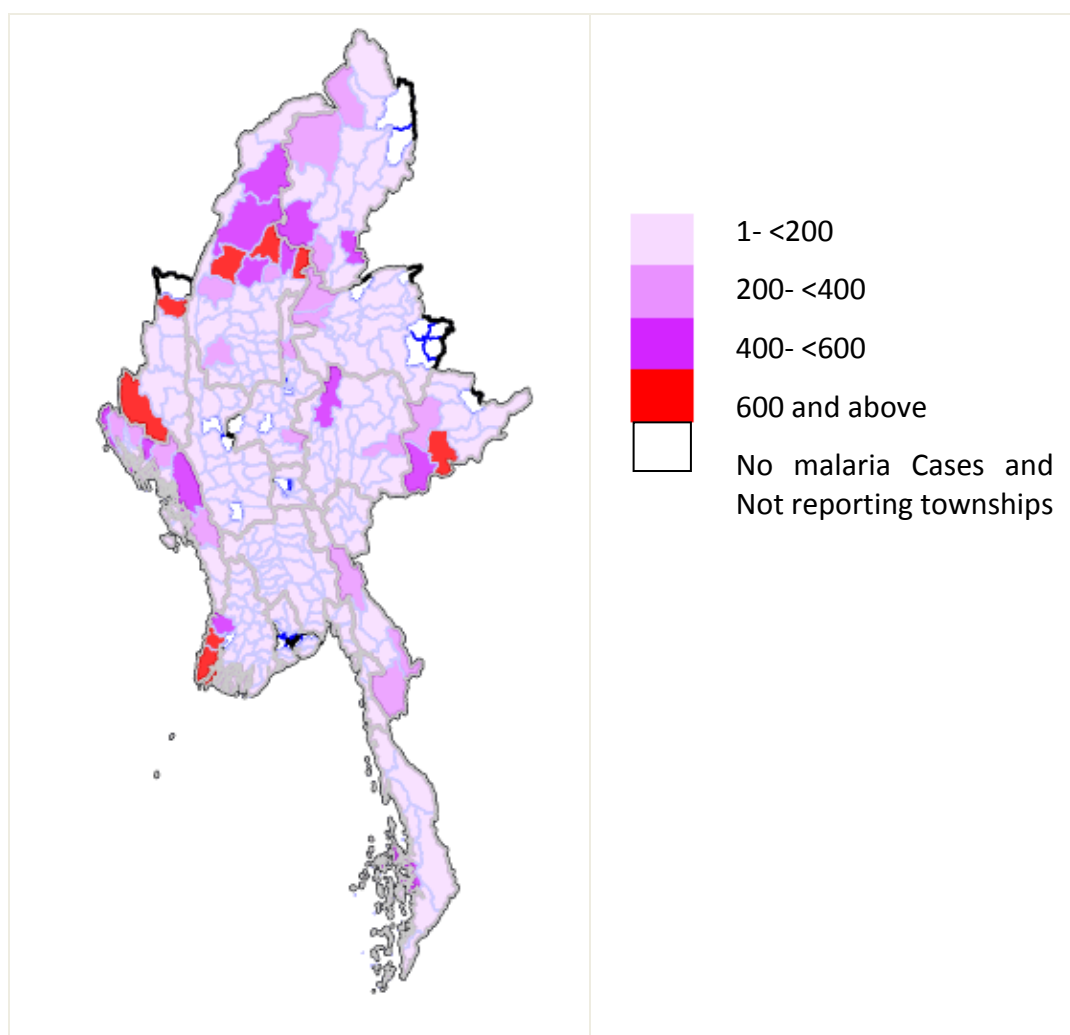 1- <200
200- <400
400- <600
600 and above
No malaria Cases and
Not reporting townships